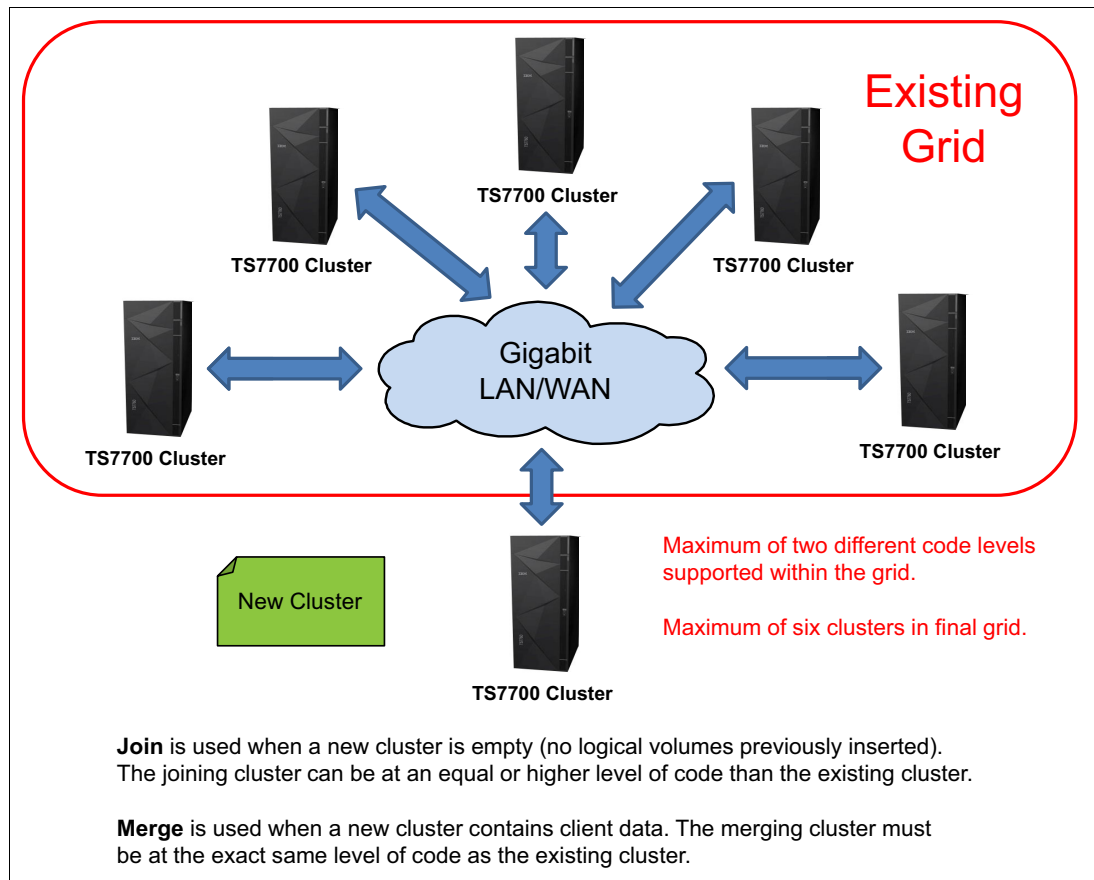 Existing
Grid
TS7700 Cluster
TS7700 Cluster
TS7700 Cluster
Gigabit
LAN/WAN
TS7700 Cluster
TS7700 Cluster
New Cluster
Maximum of two different code levels
supported within the grid.
Maximum of six clusters in final grid.
TS7700 Cluster
Join is used when a new cluster is empty (no logical volumes previously inserted).
The joining cluster can be at an equal or higher level of code than the existing cluster.
Merge is used when a new cluster contains client data. The merging cluster must
be at the exact same level of code as the existing cluster.